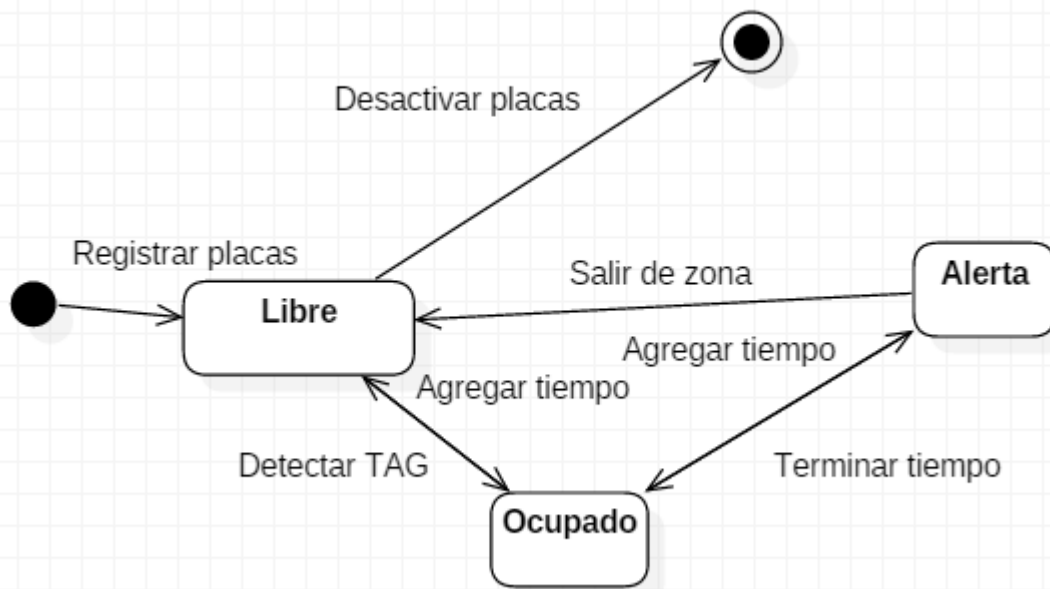 Desactivar placas
Registrar placas
Libre
Salir de zona
Alerta
Agregar tiempo
Agregar tiempo
Detectar TAG
Terminar tiempo
Ocupado